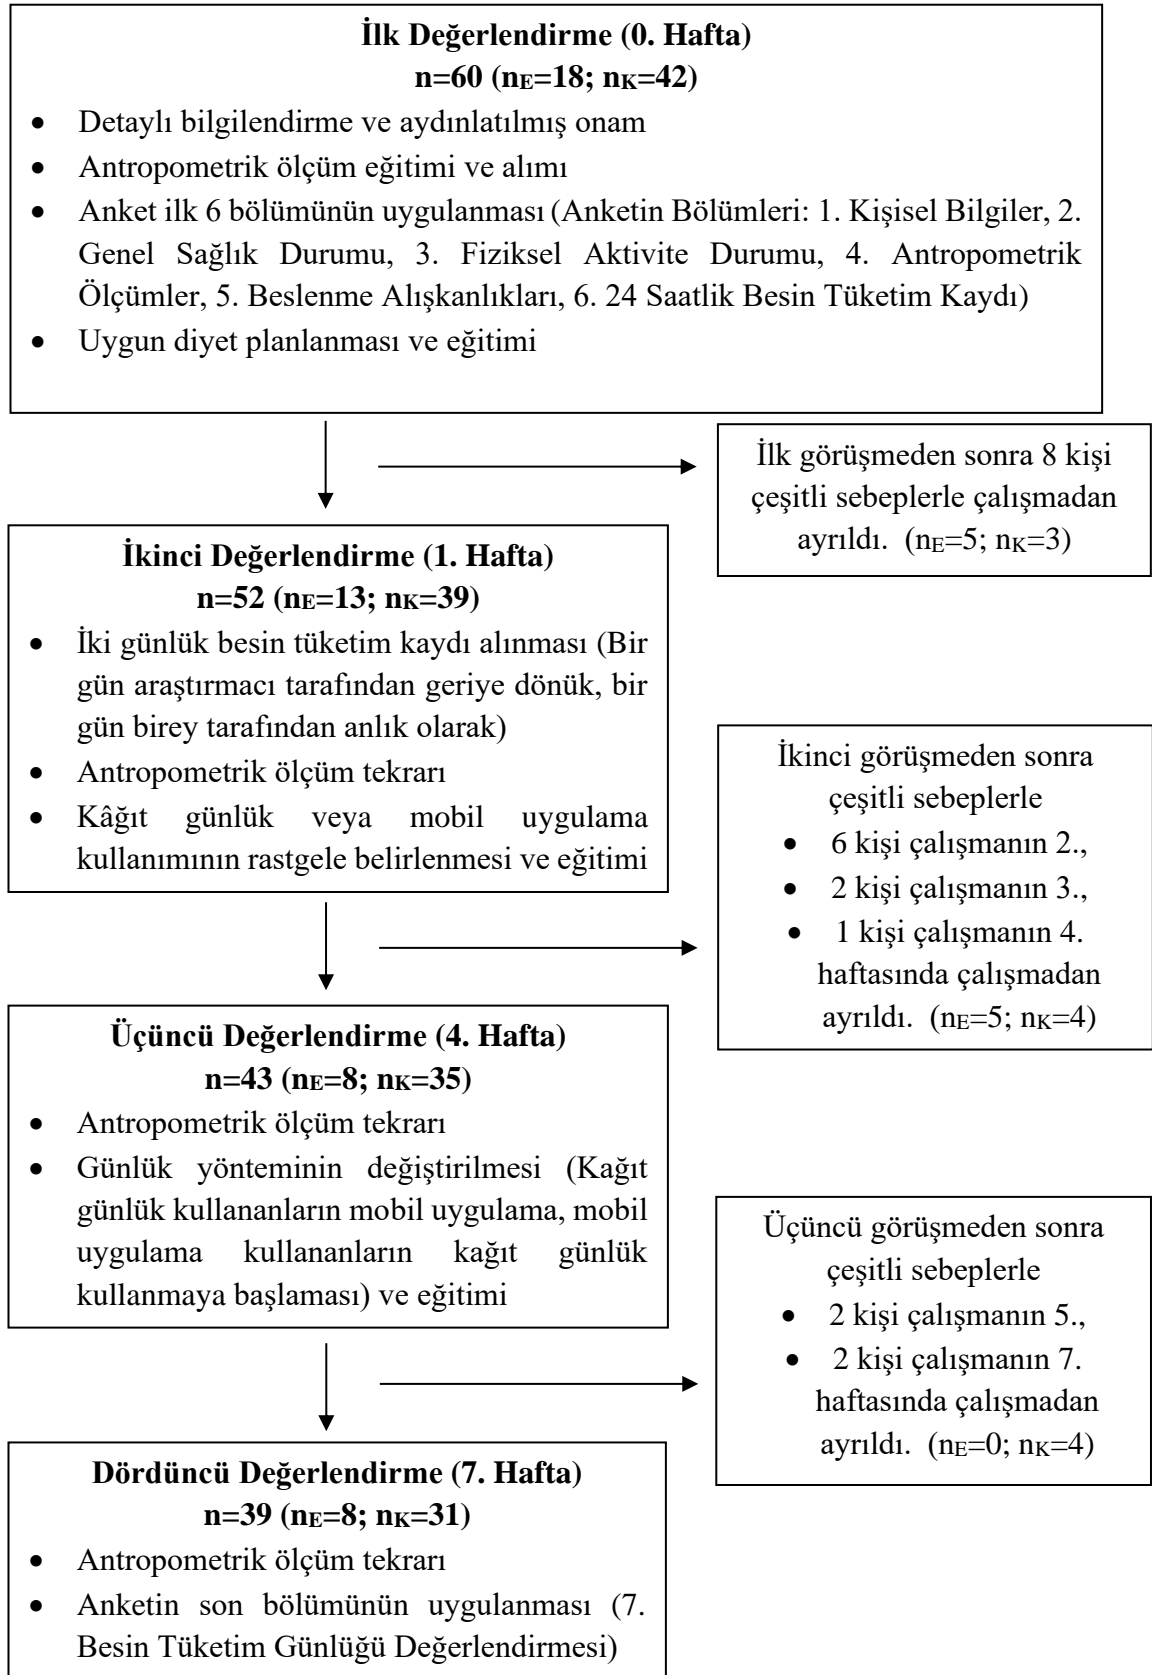 İlk Değerlendirme (0. Hafta)
n=60 (nE=18; nK=42)
• Detaylı bilgilendirme ve aydınlatılmış onam
• Antropometrik ölçüm eğitimi ve alımı
• Anket ilk 6 bölümünün uygulanması (Anketin Bölümleri: 1. Kişisel Bilgiler, 2.
Genel Sağlık Durumu, 3. Fiziksel Aktivite Durumu, 4. Antropometrik
Ölçümler, 5. Beslenme Alışkanlıkları, 6. 24 Saatlik Besin Tüketim Kaydı)
• Uygun diyet planlanması ve eğitimi
İlk görüşmeden sonra 8 kişi
çeşitli sebeplerle çalışmadan
ayrıldı. (nE=5; nK=3)
İkinci Değerlendirme (1. Hafta)
n=52 (nE=13; nK=39)
• İki günlük besin tüketim kaydı alınması (Bir
gün araştırmacı tarafından geriye dönük, bir
gün birey tarafından anlık olarak)
• Antropometrik ölçüm tekrarı
• Kâğıt günlük veya mobil uygulama
kullanımının rastgele belirlenmesi ve eğitimi
İkinci görüşmeden sonra
çeşitli sebeplerle
• 6 kişi çalışmanın 2.,
• 2 kişi çalışmanın 3.,
• 1 kişi çalışmanın 4.
haftasında çalışmadan
ayrıldı. (nE=5; nK=4)
Üçüncü Değerlendirme (4. Hafta)
n=43 (nE=8; nK=35)
• Antropometrik ölçüm tekrarı
• Günlük yönteminin değiştirilmesi (Kağıt
günlük kullananların mobil uygulama, mobil
uygulama kullananların kağıt günlük
kullanmaya başlaması) ve eğitimi
Üçüncü görüşmeden sonra
çeşitli sebeplerle
• 2 kişi çalışmanın 5.,
• 2 kişi çalışmanın 7.
haftasında çalışmadan
ayrıldı. (nE=0; nK=4)
Dördüncü Değerlendirme (7. Hafta)
n=39 (nE=8; nK=31)
• Antropometrik ölçüm tekrarı
• Anketin son bölümünün uygulanması (7.
Besin Tüketim Günlüğü Değerlendirmesi)